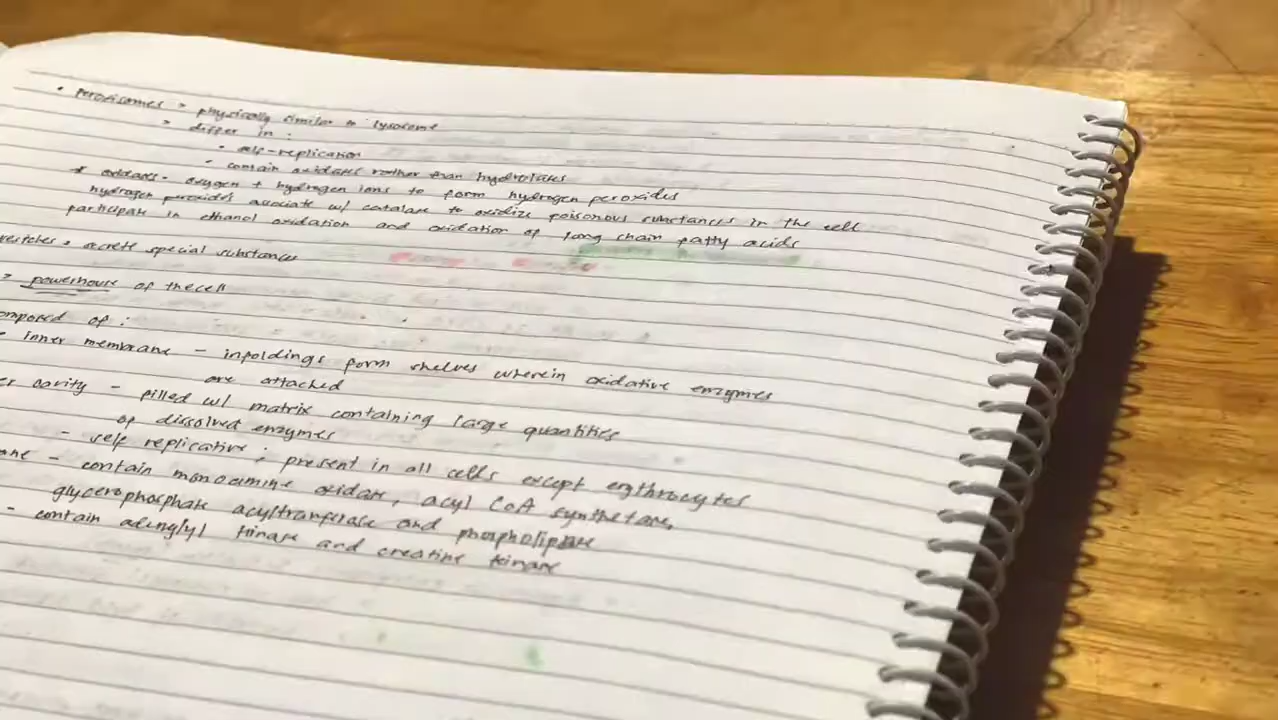 • peroxisomes > physically similar to lysosome
> differ in :
• self-replication
• contain oxidases rather than hydrolases
* oxidases - oxygen + hydrogen ions to form hydrogen peroxides
hydrogen peroxides associate w/ catalase to oxidize poisonous substances in the cell
participate in ethanol oxidation and oxidation of long chain fatty acids
secrete special substances
> powerhouse of the cell
of :
• inner membrane - infoldings form shelves wherein oxidative enzymes
are attached
cavity - filled w/ matrix containing large quantities
of dissolved enzymes
- self replicative ; present in all cells except erythrocytes
- contain monoamine oxidase, acyl CoA synthetase,
glycerophosphate acyltranferase and phospholipase
- contain adenylyl kinase and creatine kinase